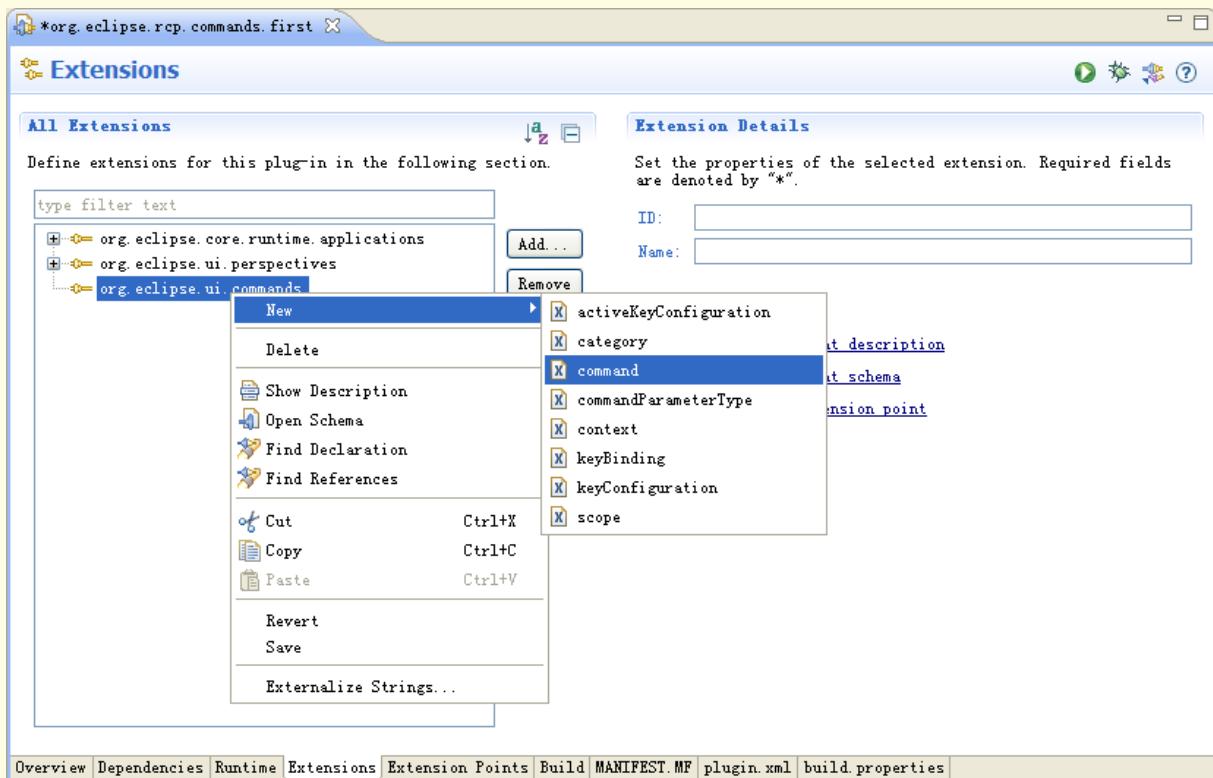 *org.eclipse.rcp.commands.first
Extensions
All Extensions
Define extensions for this plug-in in the following section.
type filter text
org.eclipse.core.runtime.applications
org.eclipse.ui.perspectives
org.eclipse.ui.commands
Add...
Remove
Extension Details
Set the properties of the selected extension. Required fields
are denoted by "*".
ID:
Name:
description
schema
point
New
Delete
Show Description
Open Schema
Find Declaration
Find References
Cut Ctrl+X
Copy Ctrl+C
Paste Ctrl+V
Revert
Save
Externalize Strings...
activeKeyConfiguration
category
command
commandParameterType
context
keyBinding
keyConfiguration
scope
Overview Dependencies Runtime Extensions Extension Points Build MANIFEST.MF plugin.xml build.properties